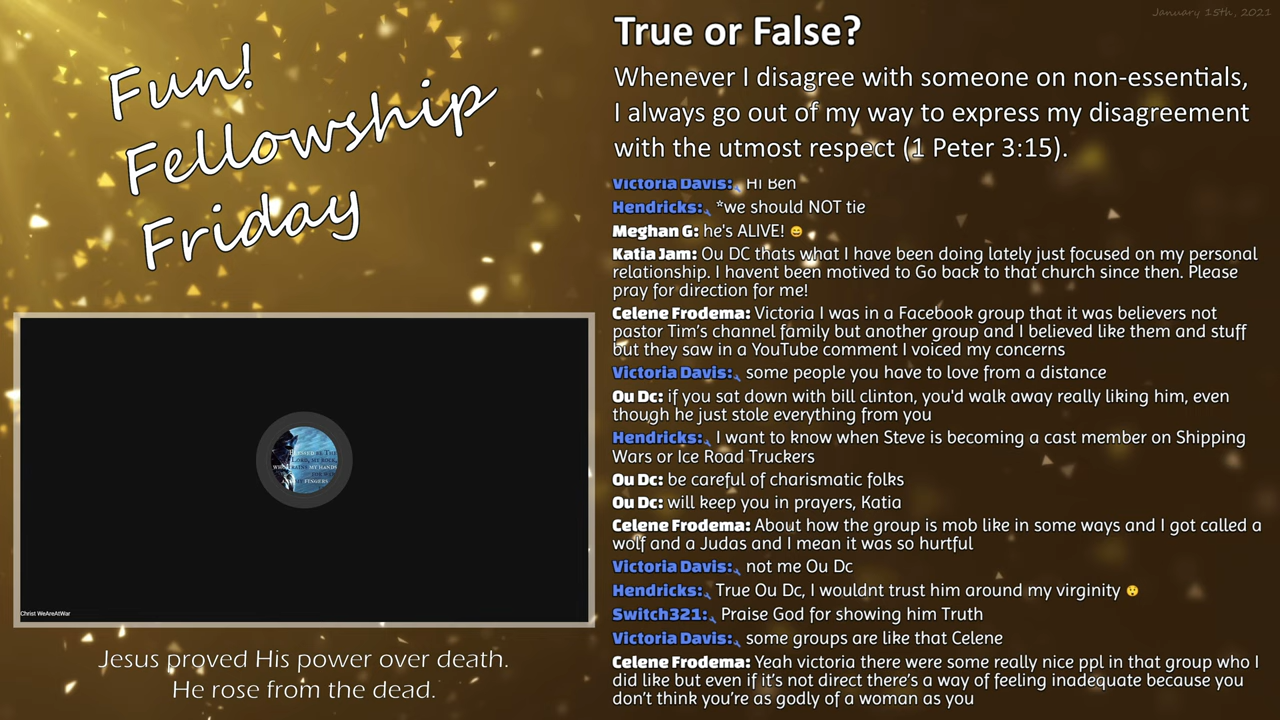 January 15th, 2021
Fun!
Fellowship
Friday
True or False?
Whenever I disagree with someone on non-essentials,
I always go out of my way to express my disagreement
with the utmost respect (1 Peter 3:15).
Victoria Davis: Hi Ben
Hendricks: *we should NOT tie
Meghan G: he's ALIVE! 😀
Katia Jam: Ou DC thats what I have been doing lately just focused on my personal
relationship. I havent been motived to Go back to that church since then. Please
pray for direction for me!
Celene Frodema: Victoria I was in a Facebook group that it was believers not
pastor Tim's channel family but another group and I believed like them and stuff
but they saw in a YouTube comment I voiced my concerns
Victoria Davis: some people you have to love from a distance
Ou Dc: if you sat down with bill clinton, you'd walk away really liking him, even
though he just stole everything from you
Hendricks: I want to know when Steve is becoming a cast member on Shipping
Wars or Ice Road Truckers
Ou Dc: be careful of charismatic folks
Ou Dc: will keep you in prayers, Katia
Celene Frodema: About how the group is mob like in some ways and I got called a
wolf and a Judas and I mean it was so hurtful
Victoria Davis: not me Ou Dc
Hendricks: True Ou Dc, I wouldnt trust him around my virginity 😲
Switch321: Praise God for showing him Truth
Victoria Davis: some groups are like that Celene
Celene Frodema: Yeah victoria there were some really nice ppl in that group who I
did like but even if it's not direct there's a way of feeling inadequate because you
don't think you're as godly of a woman as you
BLESSED BE THE
LORD, MY ROCK,
WHO TRAINS MY HANDS
FOR WAR
AND MY FINGERS
Christ WeAreAtWar
Jesus proved His power over death.
He rose from the dead.